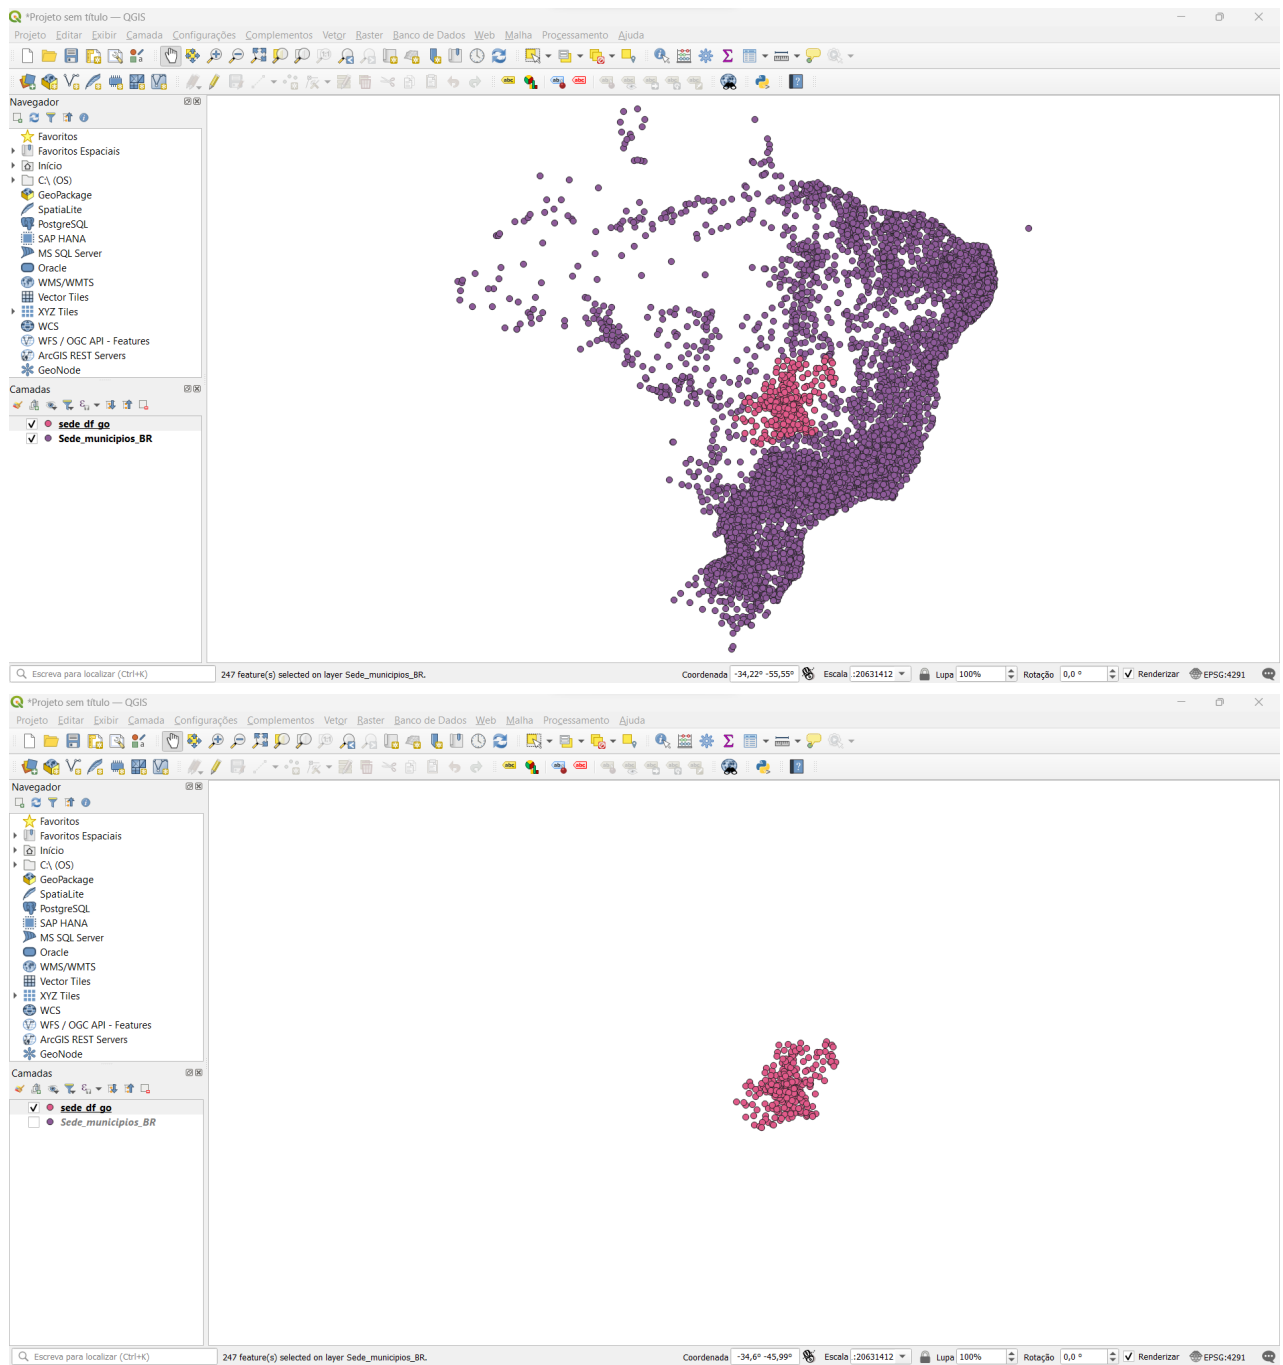 *Projeto sem título — QGIS
Projeto Editar Exibir Camada Configurações Complementos Vetor Raster Banco de Dados Web Malha Processamento Ajuda
Navegador
Favoritos
Favoritos Espaciais
Início
C:\ (OS)
GeoPackage
SpatiaLite
PostgreSQL
SAP HANA
MS SQL Server
Oracle
WMS/WMTS
Vector Tiles
XYZ Tiles
WCS
WFS / OGC API - Features
ArcGIS REST Servers
GeoNode
Camadas
sede_df_go
Sede_municipios_BR
Escreva para localizar (Ctrl+K) 247 feature(s) selected on layer Sede_municipios_BR. Coordenada -34,22° -55,55° Escala :20631412 Lupa 100% Rotação 0,0 ° Renderizar EPSG:4291
*Projeto sem título — QGIS
Projeto Editar Exibir Camada Configurações Complementos Vetor Raster Banco de Dados Web Malha Processamento Ajuda
Navegador
Favoritos
Favoritos Espaciais
Início
C:\ (OS)
GeoPackage
SpatiaLite
PostgreSQL
SAP HANA
MS SQL Server
Oracle
WMS/WMTS
Vector Tiles
XYZ Tiles
WCS
WFS / OGC API - Features
ArcGIS REST Servers
GeoNode
Camadas
sede_df_go
Sede_municipios_BR
Escreva para localizar (Ctrl+K) 247 feature(s) selected on layer Sede_municipios_BR. Coordenada -34,6° -45,99° Escala :20631412 Lupa 100% Rotação 0,0 ° Renderizar EPSG:4291